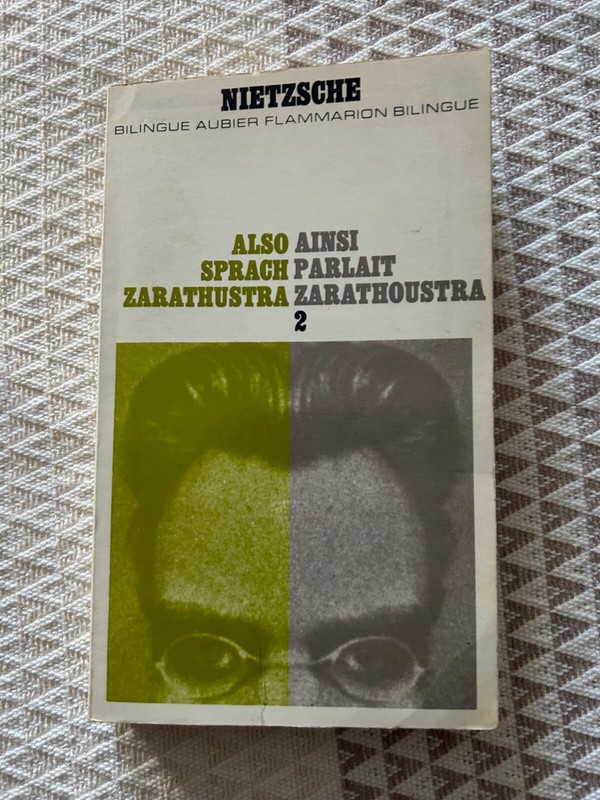 NIETZSCHE
BILINGUE AUBIER FLAMMARION BILINGUE
ALSO AINSI
SPRACH PARLAIT
ZARATHUSTRA ZARATHOUSTRA
2